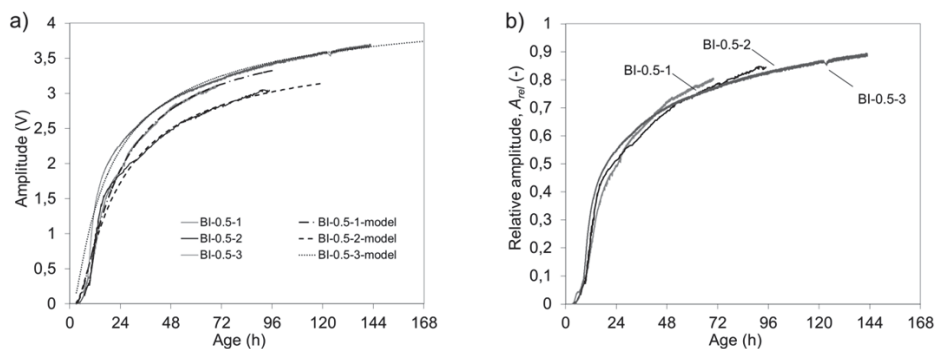 a)
Amplitude (V)
4
3,5
3
2,5
2
1,5
1
0,5
0
BI-0.5-1
BI-0.5-2
BI-0.5-3
BI-0.5-1-model
BI-0.5-2-model
BI-0.5-3-model
0 24 48 72 96 120 144 168
Age (h)
b)
Relative amplitude, A_rel (-)
1
0,9
0,8
0,7
0,6
0,5
0,4
0,3
0,2
0,1
0
BI-0.5-2
BI-0.5-1
BI-0.5-3
0 24 48 72 96 120 144 168
Age (h)